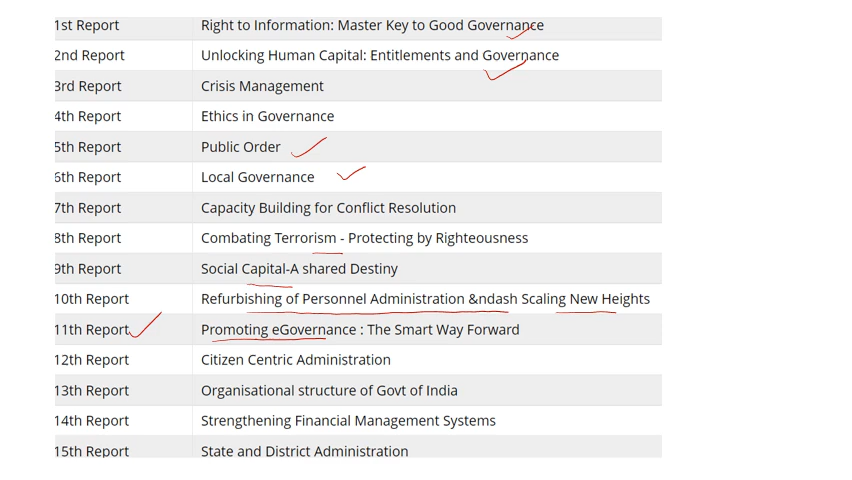 1st Report Right to Information: Master Key to Good Governance
2nd Report Unlocking Human Capital: Entitlements and Governance
3rd Report Crisis Management
4th Report Ethics in Governance
5th Report Public Order
6th Report Local Governance
7th Report Capacity Building for Conflict Resolution
8th Report Combating Terrorism - Protecting by Righteousness
9th Report Social Capital-A shared Destiny
10th Report Refurbishing of Personnel Administration &ndash Scaling New Heights
11th Report Promoting eGovernance : The Smart Way Forward
12th Report Citizen Centric Administration
13th Report Organisational structure of Govt of India
14th Report Strengthening Financial Management Systems
15th Report State and District Administration